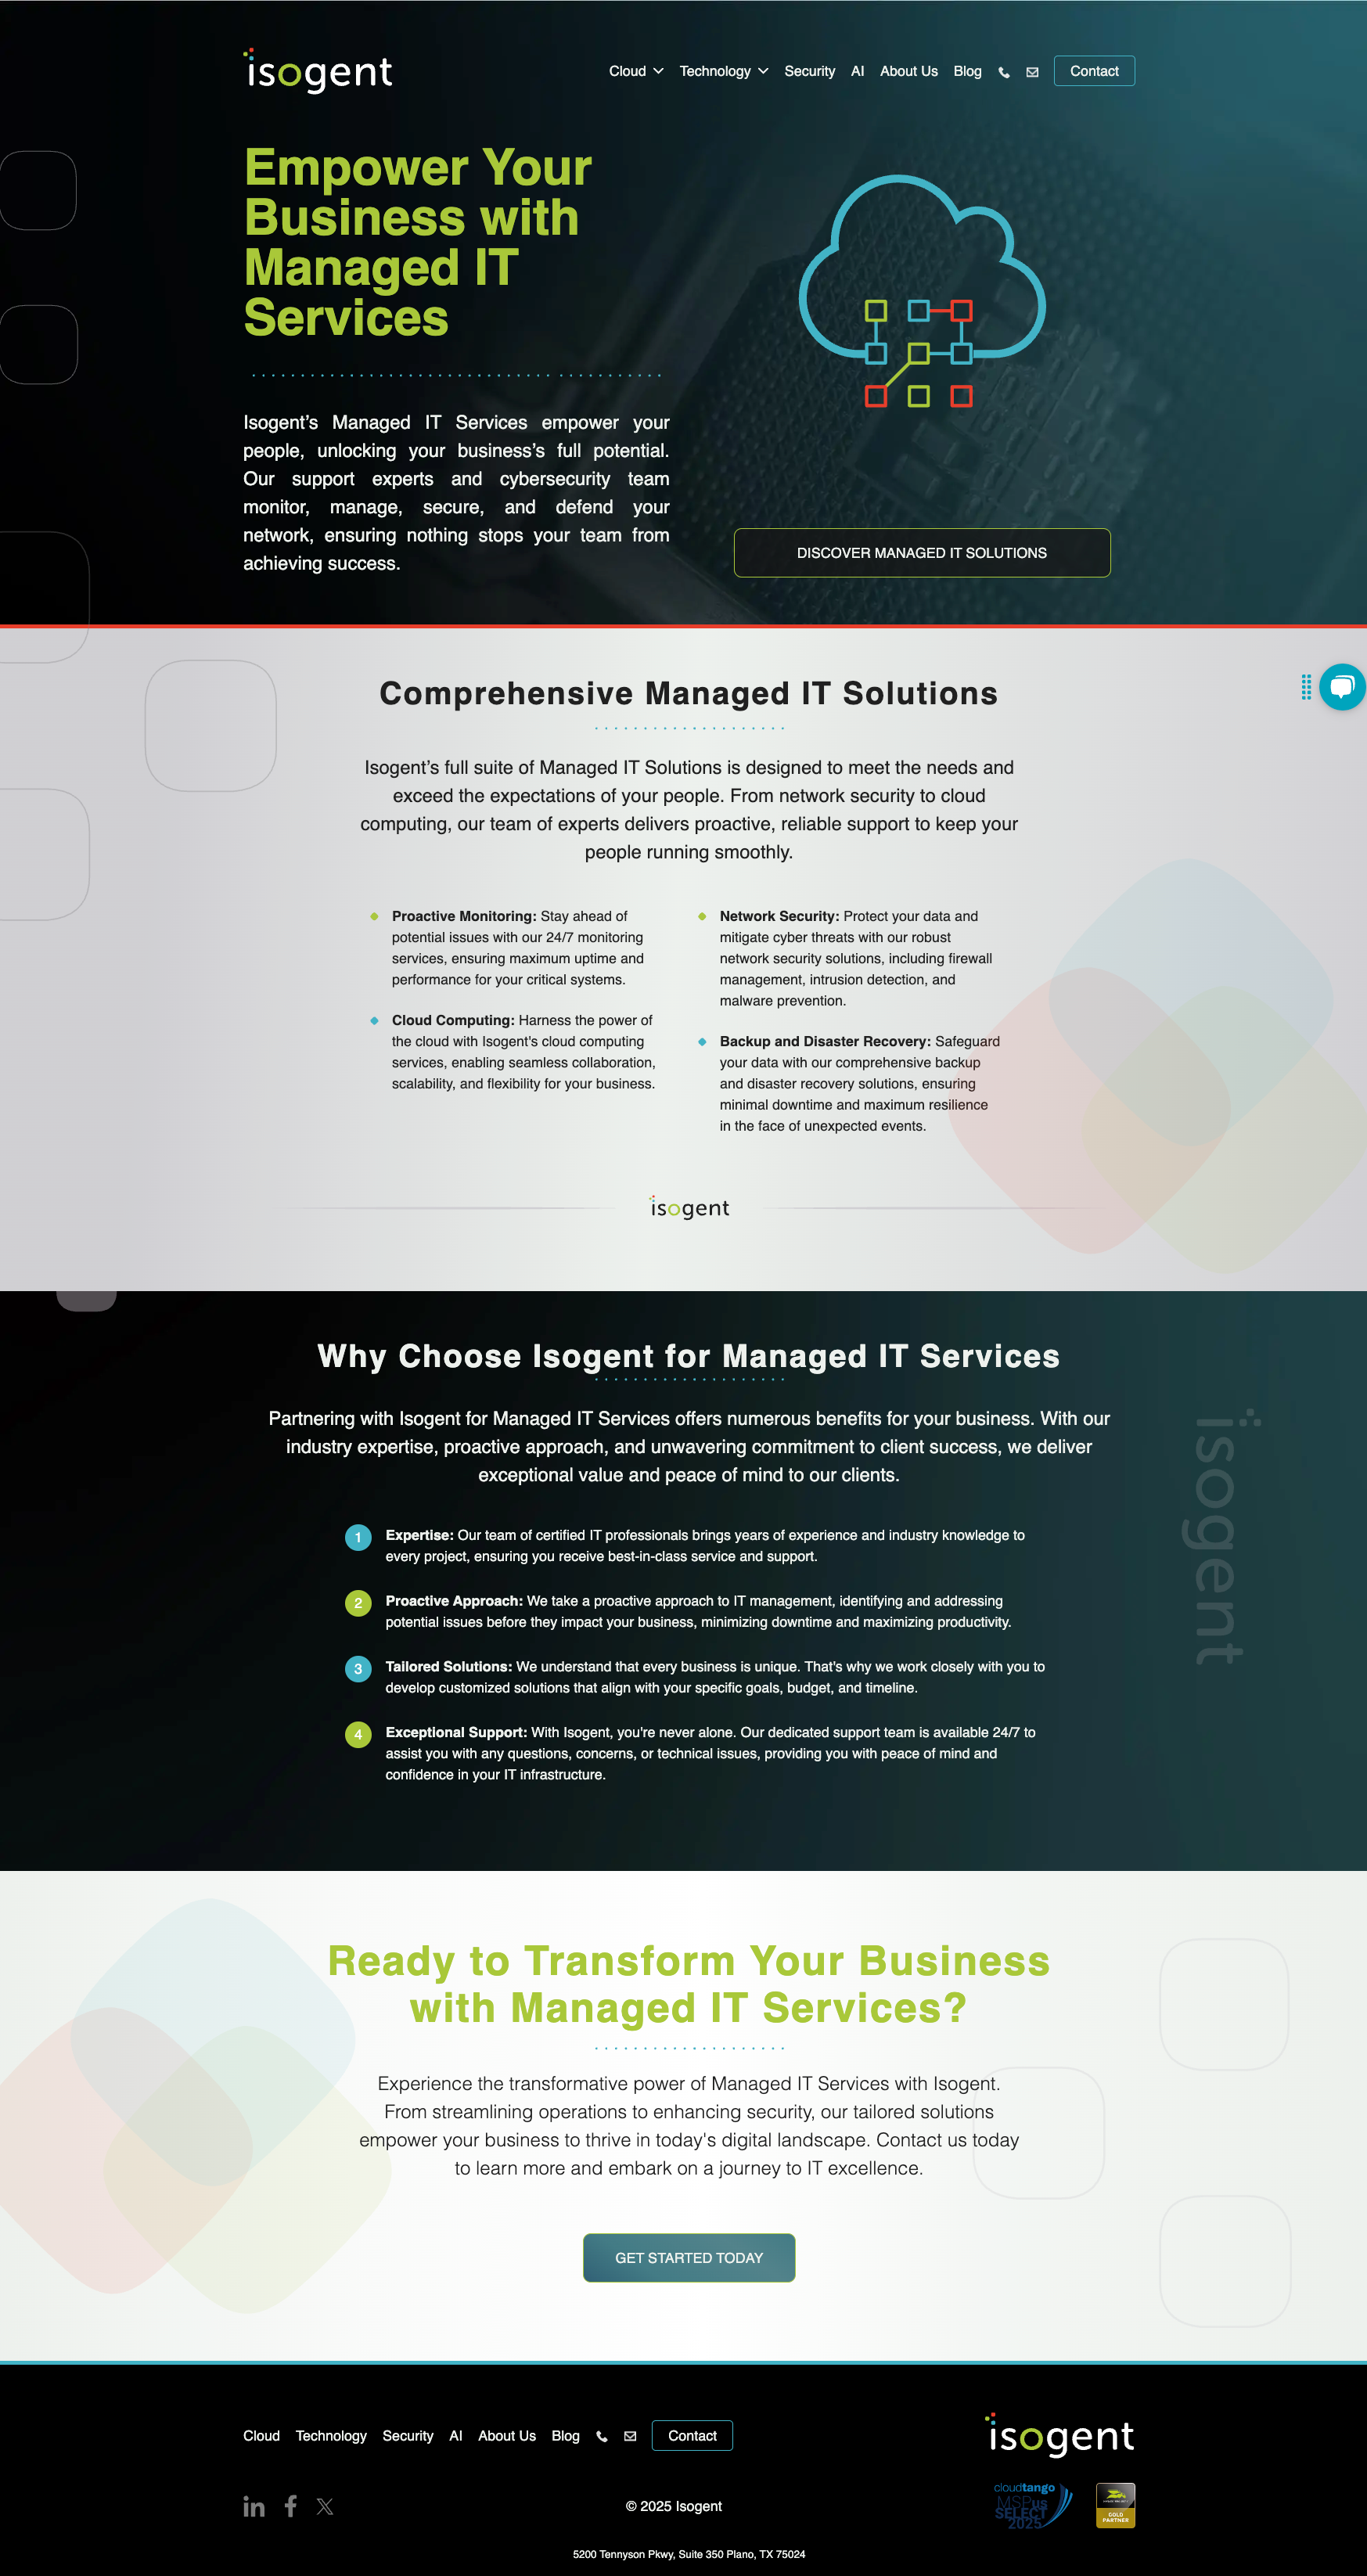 isogent
Cloud Technology Security AI About Us Blog Contact
Empower Your
Business with
Managed IT
Services
Isogent’s Managed IT Services empower your
people, unlocking your business’s full potential.
Our support experts and cybersecurity team
monitor, manage, secure, and defend your
network, ensuring nothing stops your team from
achieving success.
DISCOVER MANAGED IT SOLUTIONS
Comprehensive Managed IT Solutions
Isogent’s full suite of Managed IT Solutions is designed to meet the needs and
exceed the expectations of your people. From network security to cloud
computing, our team of experts delivers proactive, reliable support to keep your
people running smoothly.
Proactive Monitoring: Stay ahead of
potential issues with our 24/7 monitoring
services, ensuring maximum uptime and
performance for your critical systems.
Cloud Computing: Harness the power of
the cloud with Isogent's cloud computing
services, enabling seamless collaboration,
scalability, and flexibility for your business.
Network Security: Protect your data and
mitigate cyber threats with our robust
network security solutions, including firewall
management, intrusion detection, and
malware prevention.
Backup and Disaster Recovery: Safeguard
your data with our comprehensive backup
and disaster recovery solutions, ensuring
minimal downtime and maximum resilience
in the face of unexpected events.
isogent
Why Choose Isogent for Managed IT Services
Partnering with Isogent for Managed IT Services offers numerous benefits for your business. With our
industry expertise, proactive approach, and unwavering commitment to client success, we deliver
exceptional value and peace of mind to our clients.
1 Expertise: Our team of certified IT professionals brings years of experience and industry knowledge to
every project, ensuring you receive best-in-class service and support.
2 Proactive Approach: We take a proactive approach to IT management, identifying and addressing
potential issues before they impact your business, minimizing downtime and maximizing productivity.
3 Tailored Solutions: We understand that every business is unique. That's why we work closely with you to
develop customized solutions that align with your specific goals, budget, and timeline.
4 Exceptional Support: With Isogent, you're never alone. Our dedicated support team is available 24/7 to
assist you with any questions, concerns, or technical issues, providing you with peace of mind and
confidence in your IT infrastructure.
isogent
Ready to Transform Your Business
with Managed IT Services?
Experience the transformative power of Managed IT Services with Isogent.
From streamlining operations to enhancing security, our tailored solutions
empower your business to thrive in today's digital landscape. Contact us today
to learn more and embark on a journey to IT excellence.
GET STARTED TODAY
Cloud Technology Security AI About Us Blog Contact
isogent
© 2025 Isogent
cloudtango
MSP US
SELECT
2025
GOLD
PARTNER
5200 Tennyson Pkwy, Suite 350 Plano, TX 75024